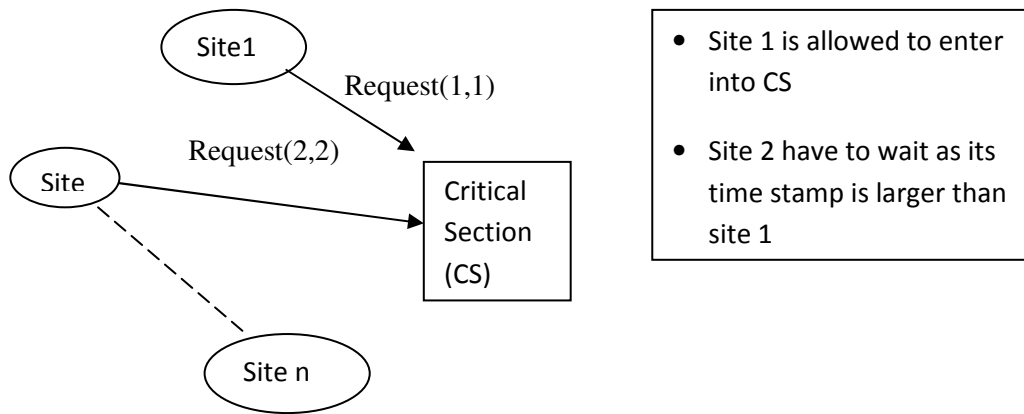 Site1
Request(1,1)
Request(2,2)
Site
Critical
Section
(CS)
Site n
• Site 1 is allowed to enter
into CS
• Site 2 have to wait as its
time stamp is larger than
site 1